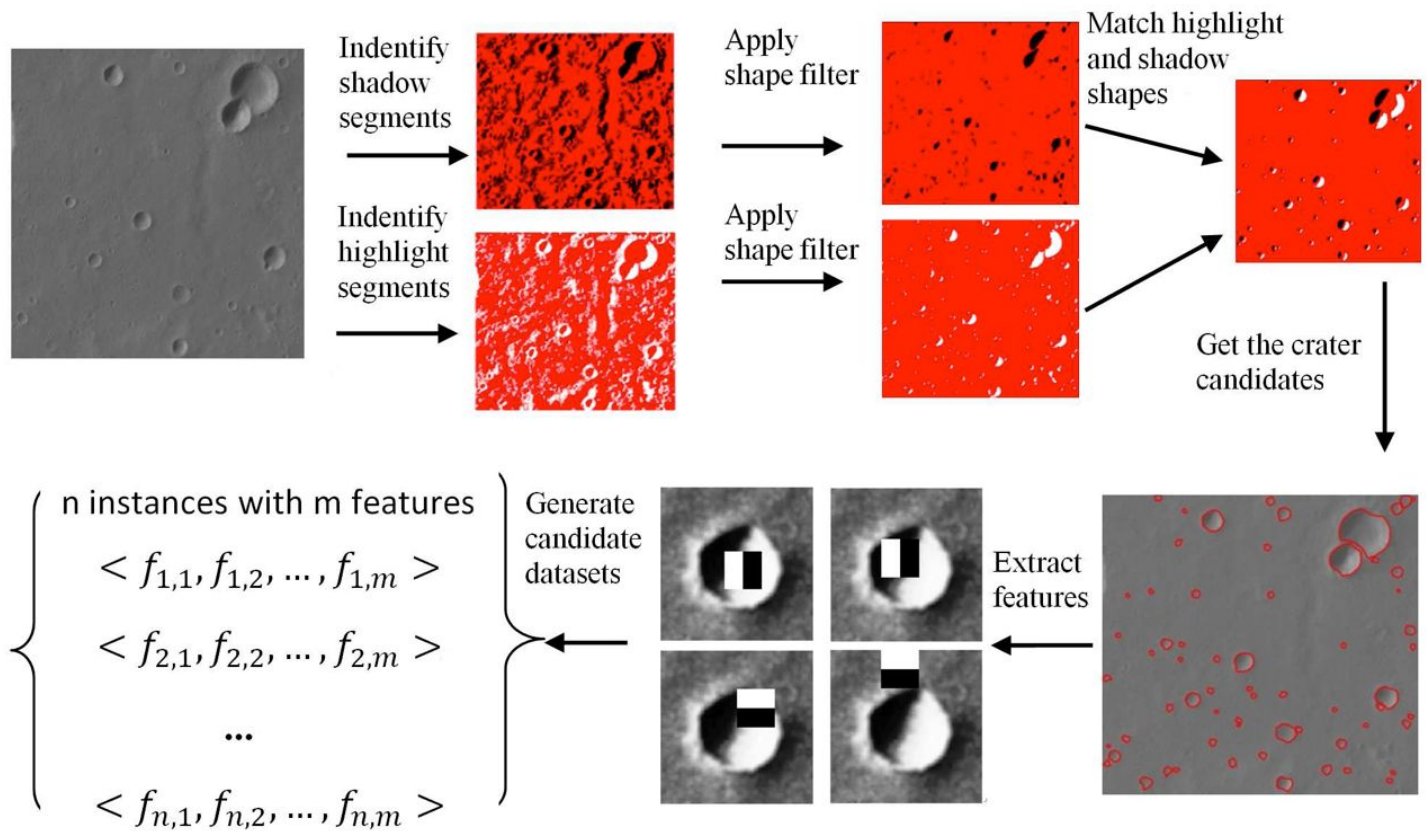 Indentify
shadow
segments
Apply
shape filter
Match highlight
and shadow
shapes
Indentify
highlight
segments
Apply
shape filter
Get the crater
candidates
Extract
features
Generate
candidate
datasets
n instances with m features
< f1,1, f1,2, ..., f1,m >
< f2,1, f2,2, ..., f2,m >
...
< fn,1, fn,2, ..., fn,m >